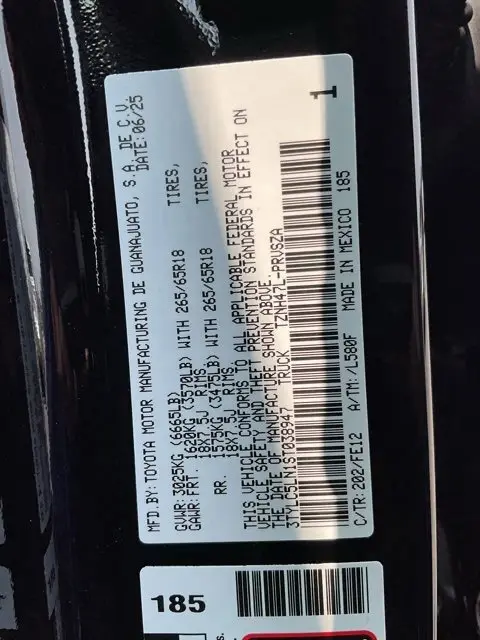 MFD.BY:TOYOTA MOTOR MANUFACTURING DE GUANAJUATO, S.A. DE C.V.
DATE:06/25
GVWR:3025KG (6665LB)
GAWR:FRT. 1620KG (3570LB) WITH 265/65R18 TIRES,
18X7.5J RIMS
RR. 1575KG (3475LB) WITH 265/65R18 TIRES,
18X7.5J RIMS
THIS VEHICLE CONFORMS TO ALL APPLICABLE FEDERAL MOTOR
VEHICLE SAFETY AND THEFT PREVENTION STANDARDS IN EFFECT ON
THE DATE OF MANUFACTURE SHOWN ABOVE
3TYLC5LN1ST038947 TRUCK TZNH47L-PRVSZA
1
C/TR:202/FE12 A/TM:/L580F MADE IN MEXICO 185
185